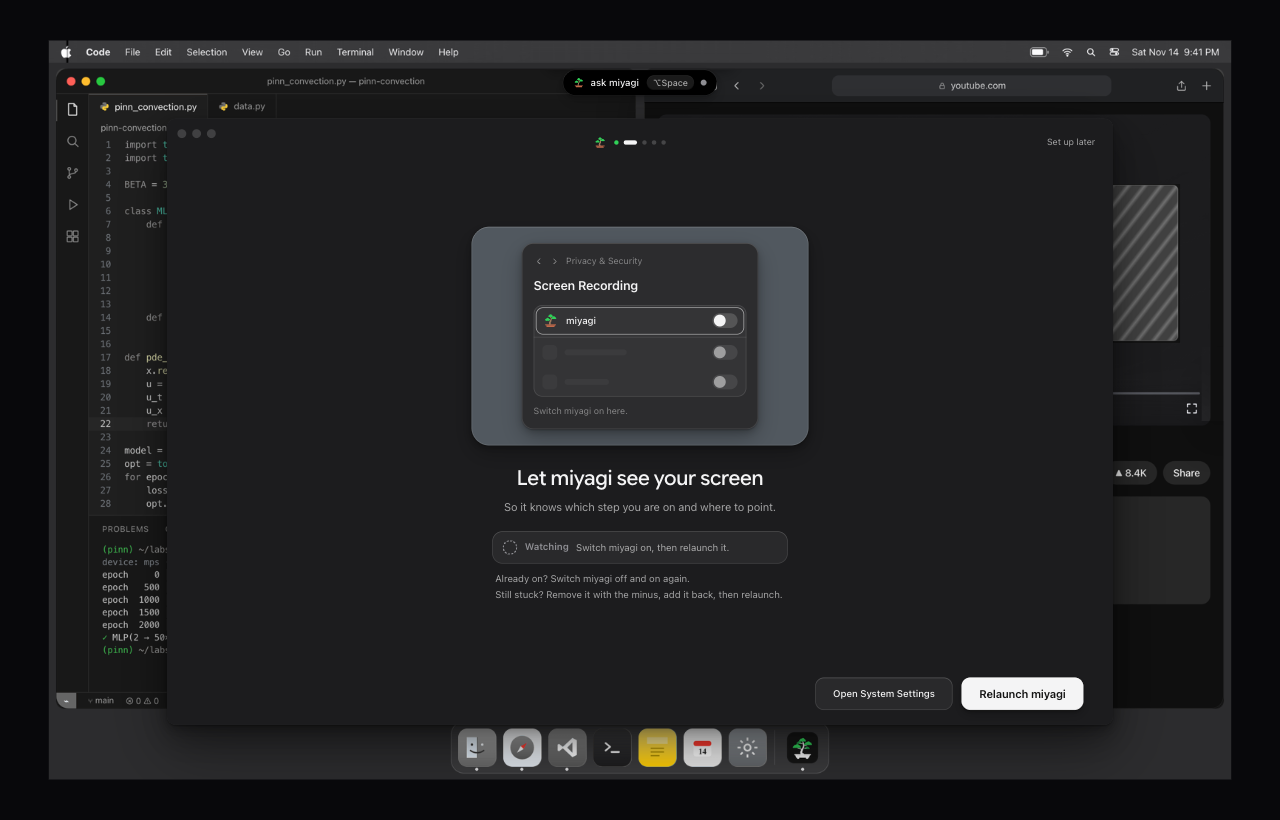 Code File Edit Selection View Go Run Terminal Window Help
Sat Nov 14 9:41 PM
pinn_convection.py — pinn-convection
ask miyagi ⌥Space
youtube.com
pinn_convection.py data.py
pinn-convection
Set up later
1 import t
2 import t
3
4 BETA = 3
5
6 class ML
7 def
8
9
10
11
12
13
14 def
15
16
17 def pde_
18 x.re
19 u =
20 u_t
21 u_x
22 retu
23
24 model =
25 opt = to
26 for epoc
27 loss
28 opt.
PROBLEMS
(pinn) ~/labs
device: mps
epoch 0
epoch 500
epoch 1000
epoch 1500
epoch 2000
✓ MLP(2 → 50
(pinn) ~/labs
main 0 0
Privacy & Security
Screen Recording
miyagi
Switch miyagi on here.
Let miyagi see your screen
So it knows which step you are on and where to point.
Watching Switch miyagi on, then relaunch it.
Already on? Switch miyagi off and on again.
Still stuck? Remove it with the minus, add it back, then relaunch.
Open System Settings
Relaunch miyagi
8.4K
Share
14